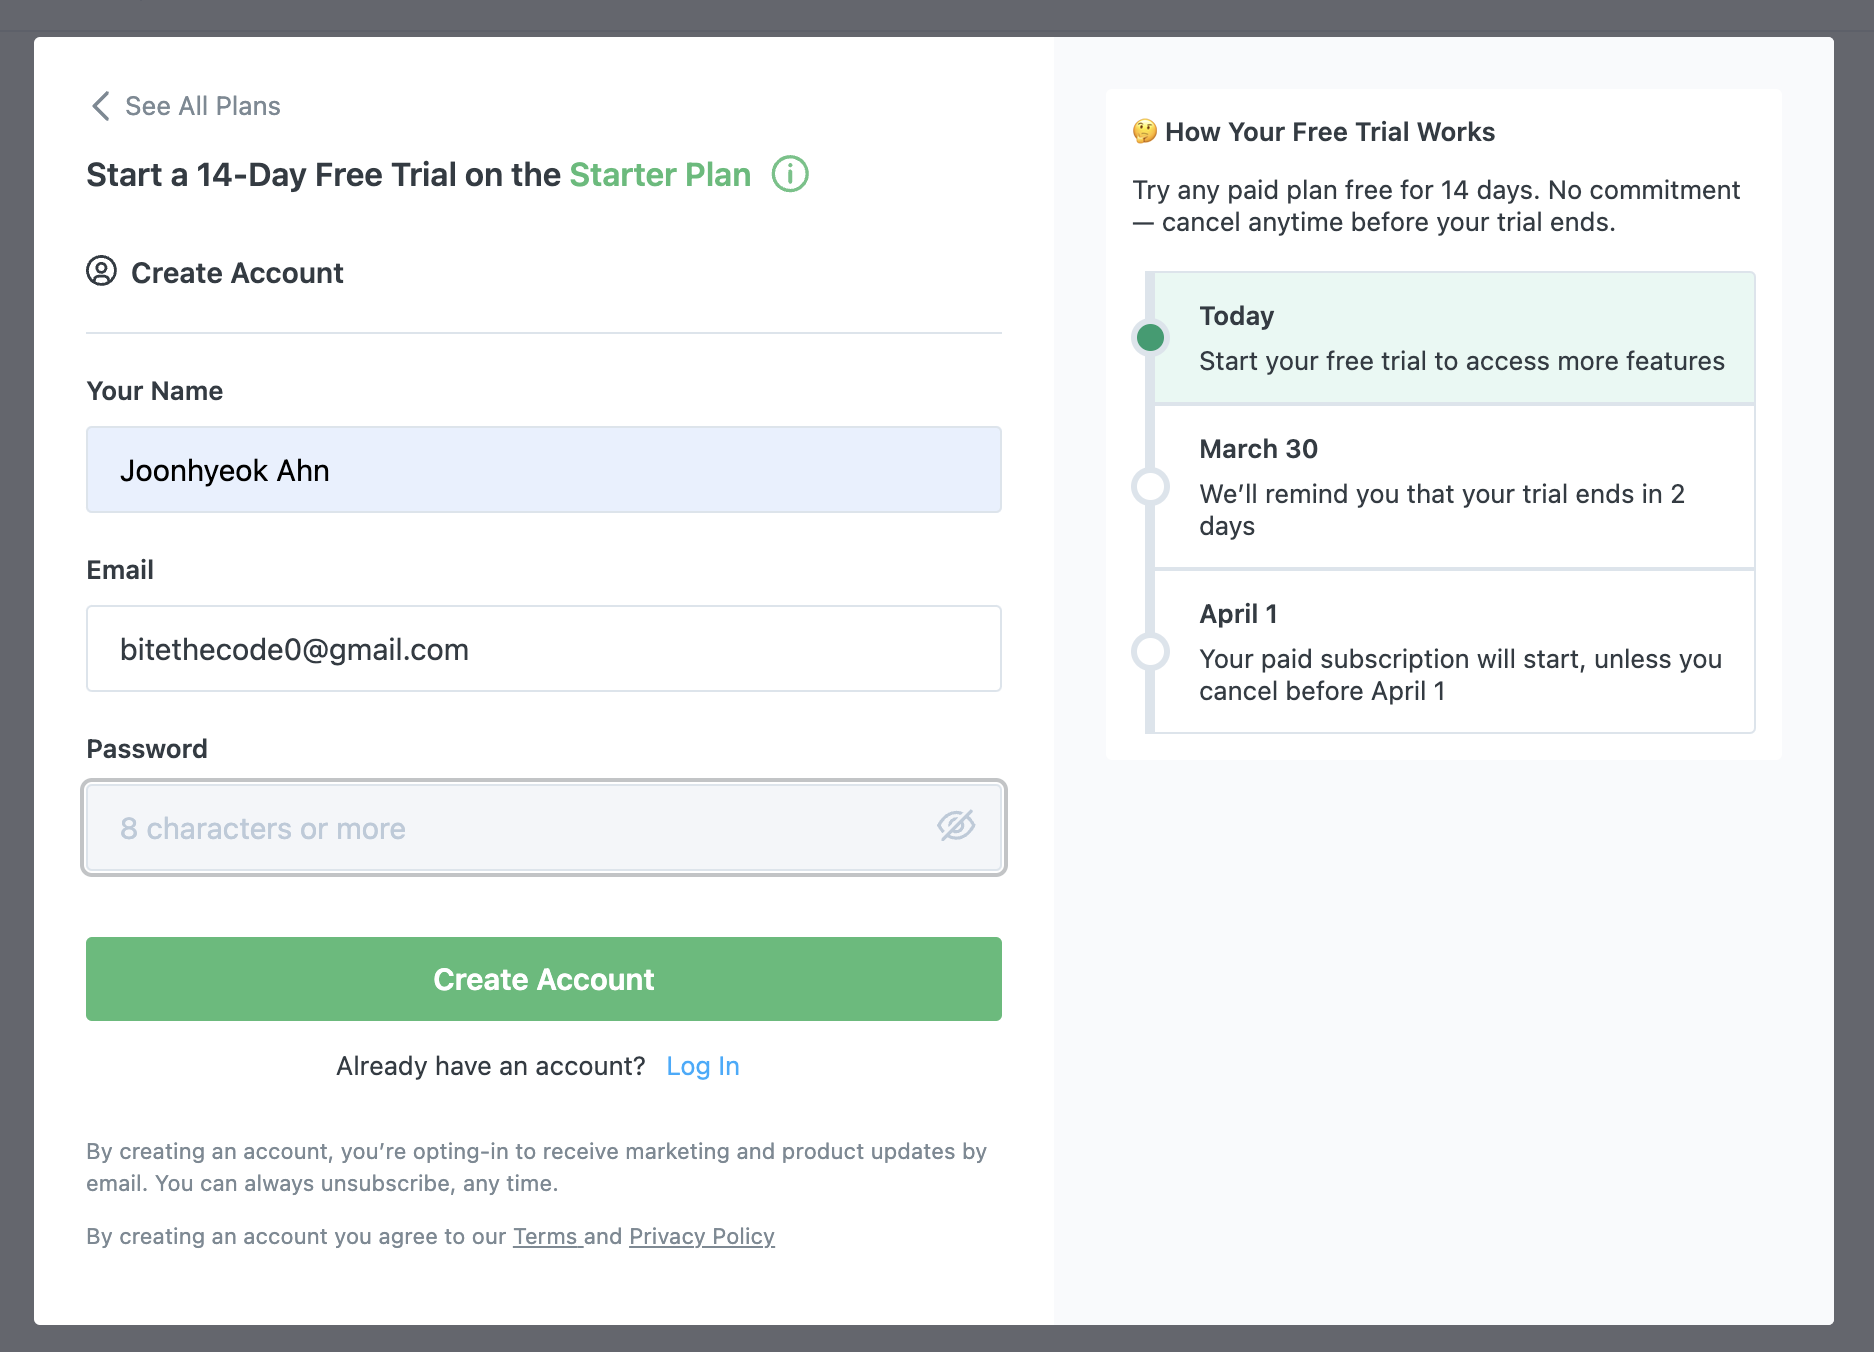 See All Plans
Start a 14-Day Free Trial on the Starter Plan
Create Account
Your Name
Joonhyeok Ahn
Email
bitethecode0@gmail.com
Password
8 characters or more
Create Account
Already have an account? Log In
By creating an account, you’re opting-in to receive marketing and product updates by
email. You can always unsubscribe, any time.
By creating an account you agree to our Terms and Privacy Policy
🤔 How Your Free Trial Works
Try any paid plan free for 14 days. No commitment
— cancel anytime before your trial ends.
Today
Start your free trial to access more features
March 30
We’ll remind you that your trial ends in 2
days
April 1
Your paid subscription will start, unless you
cancel before April 1